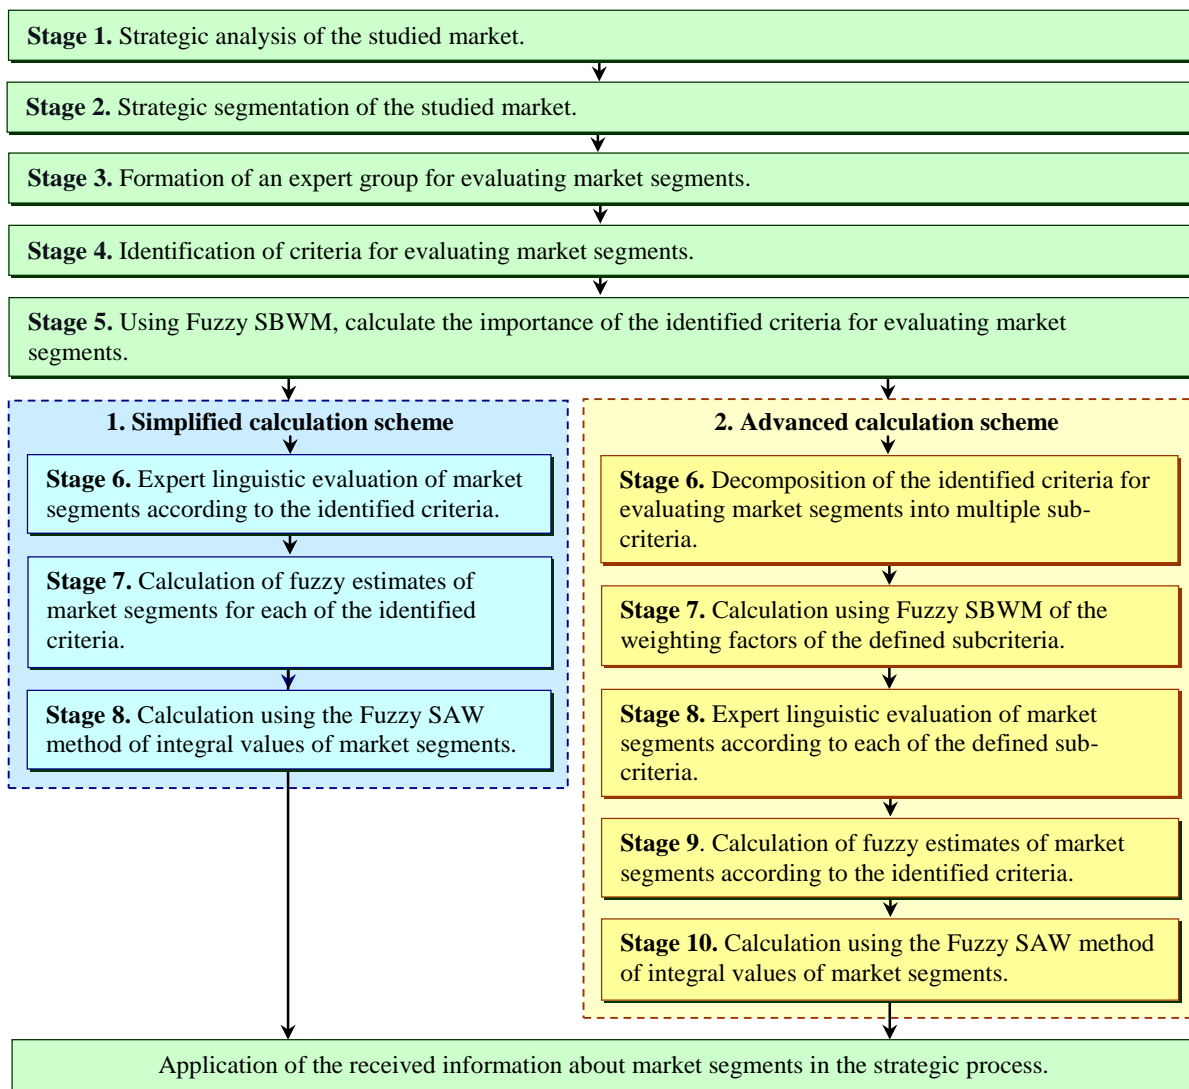 Stage 1. Strategic analysis of the studied market.
Stage 2. Strategic segmentation of the studied market.
Stage 3. Formation of an expert group for evaluating market segments.
Stage 4. Identification of criteria for evaluating market segments.
Stage 5. Using Fuzzy SBWM, calculate the importance of the identified criteria for evaluating market
segments.
1. Simplified calculation scheme
Stage 6. Expert linguistic evaluation of market
segments according to the identified criteria.
Stage 7. Calculation of fuzzy estimates of
market segments for each of the identified
criteria.
Stage 8. Calculation using the Fuzzy SAW
method of integral values of market segments.
2. Advanced calculation scheme
Stage 6. Decomposition of the identified criteria for
evaluating market segments into multiple sub-
criteria.
Stage 7. Calculation using Fuzzy SBWM of the
weighting factors of the defined subcriteria.
Stage 8. Expert linguistic evaluation of market
segments according to each of the defined sub-
criteria.
Stage 9. Calculation of fuzzy estimates of market
segments according to the identified criteria.
Stage 10. Calculation using the Fuzzy SAW method
of integral values of market segments.
Application of the received information about market segments in the strategic process.